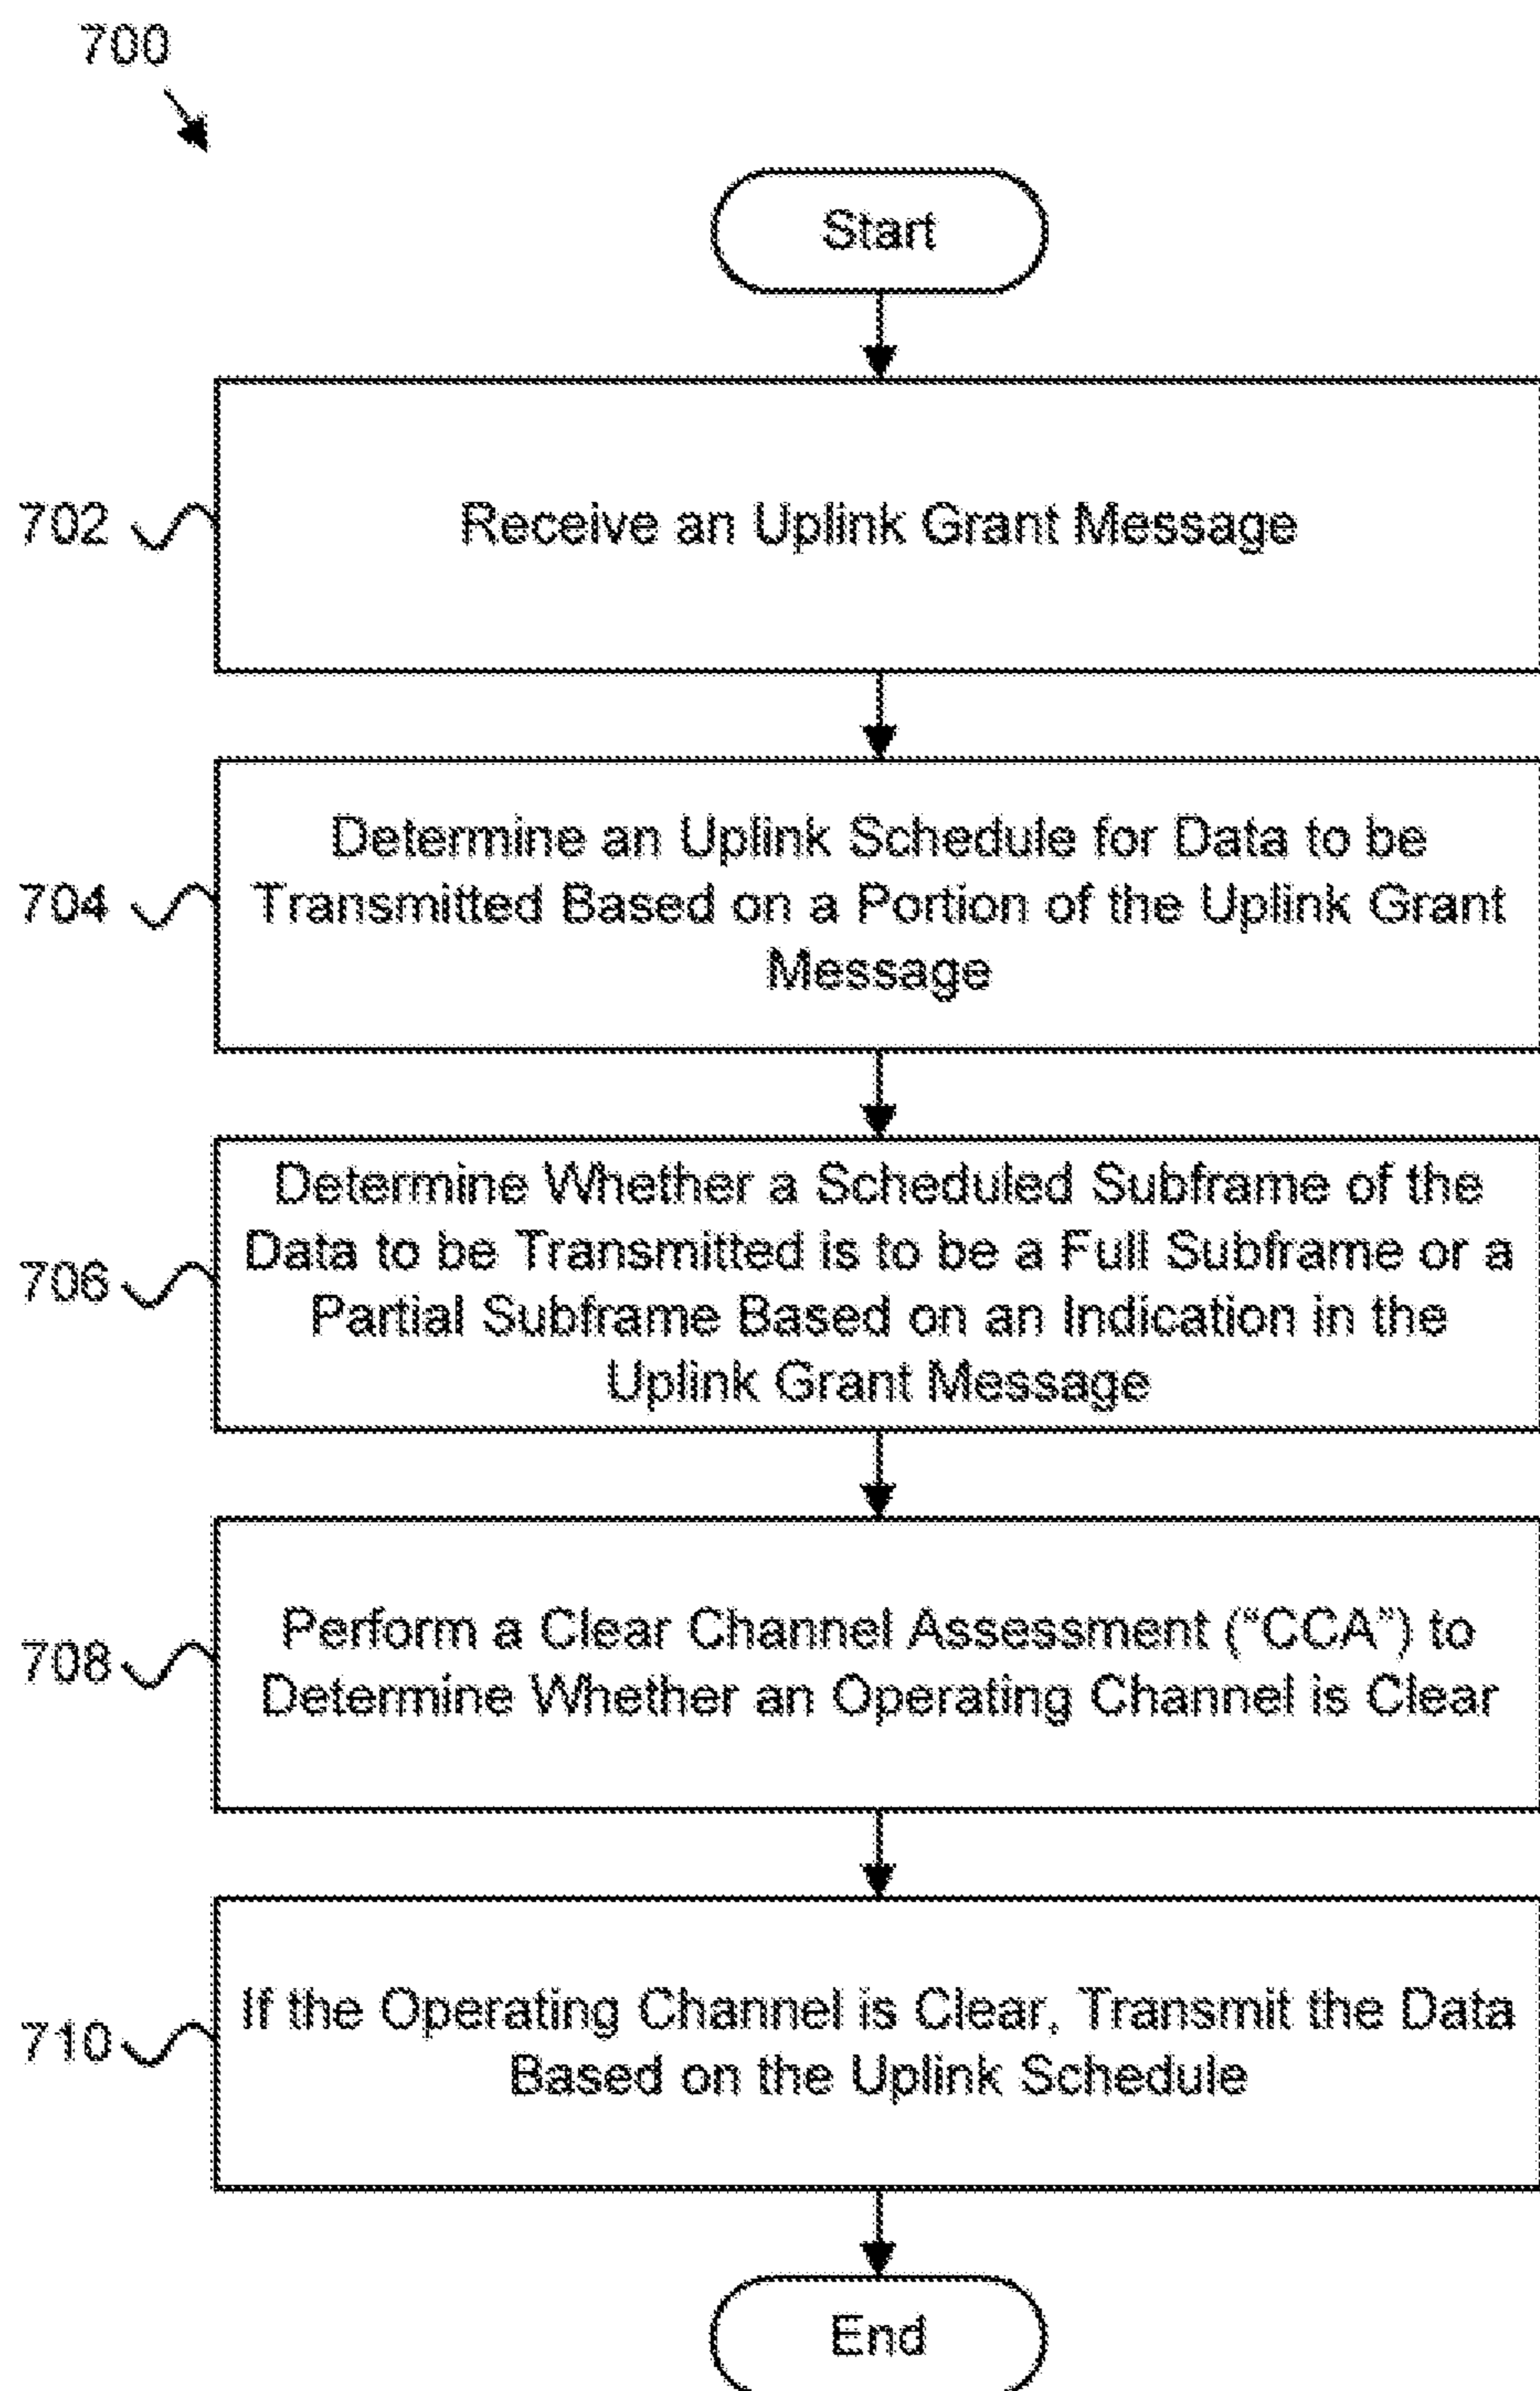 700
Start
702
Receive an Uplink Grant Message
704
Determine an Uplink Schedule for Data to be
Transmitted Based on a Portion of the Uplink Grant
Message
706
Determine Whether a Scheduled Subframe of the
Data to be Transmitted is to be a Full Subframe or a
Partial Subframe Based on an Indication in the
Uplink Grant Message
708
Perform a Clear Channel Assessment (“CCA”) to
Determine Whether an Operating Channel is Clear
710
If the Operating Channel is Clear, Transmit the Data
Based on the Uplink Schedule
End